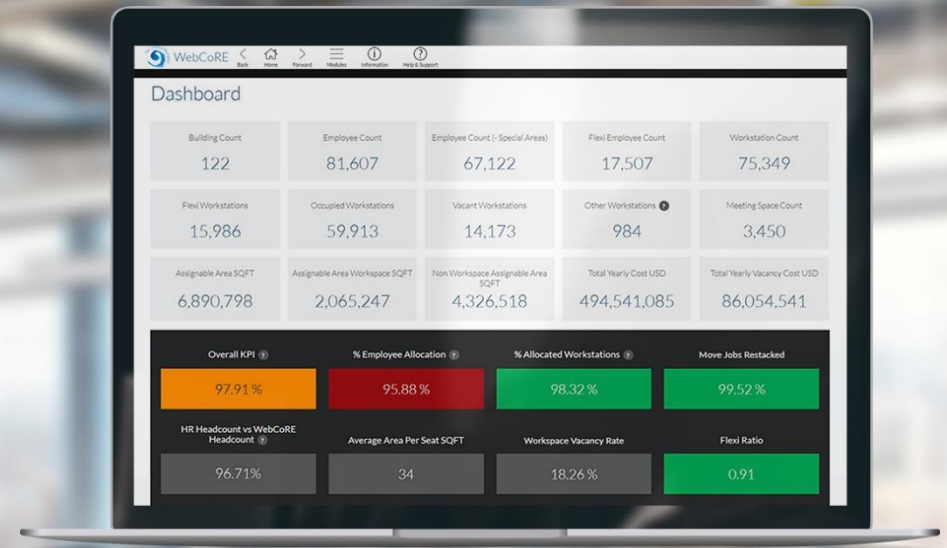 WebCoRE
Back Home Forward Modules Information Help & Support
Dashboard
Building Count Employee Count Employee Count (- Special Areas) Flexi Employee Count Workstation Count
122 81,607 67,122 17,507 75,349
Flexi Workstations Occupied Workstations Vacant Workstations Other Workstations ? Meeting Space Count
15,986 59,913 14,173 984 3,450
Assignable Area SQFT Assignable Area Workspace SQFT Non Workspace Assignable Area Total Yearly Cost USD Total Yearly Vacancy Cost USD
SQFT
6,890,798 2,065,247 4,326,518 494,541,085 86,054,541
Overall KPI ? % Employee Allocation ? % Allocated Workstations ? Move Jobs Restacked
97.91 % 95.88 % 98.32 % 99.52 %
HR Headcount vs WebCoRE
Headcount ? Average Area Per Seat SQFT Workspace Vacancy Rate Flexi Ratio
96.71% 34 18.26 % 0.91